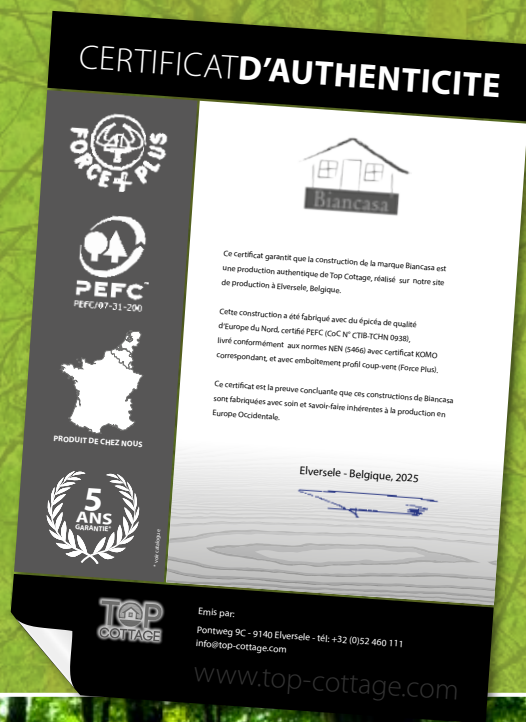 CERTIFICATD'AUTHENTICITE
FORCE + PLUS
PEFC™
PEFC/07-31-200
PRODUIT DE CHEZ NOUS
5
ANS
GARANTIE*
* voir catalogue
Biancasa
Ce certificat garantit que la construction de la marque Biancasa est
une production authentique de Top Cottage, réalisé sur notre site
de production à Elversele, Belgique.
Cette construction a été fabriqué avec du épicéa de qualité
d'Europe du Nord, certifié PEFC (CoC N° CTIB-TCHN 0938),
livré conformément aux normes NEN (5466) avec certificat KOMO
correspondant, et avec emboîtement profil coup-vent (Force Plus).
Ce certificat est la preuve concluante que ces constructions de Biancasa
sont fabriquées avec soin et savoir-faire inhérentes à la production en
Europe Occidentale.
Elversele - Belgique, 2025
TOP
COTTAGE
Emis par:
Pontweg 9C - 9140 Elversele - tél: +32 (0)52 460 111
info@top-cottage.com
www.top-cottage.com